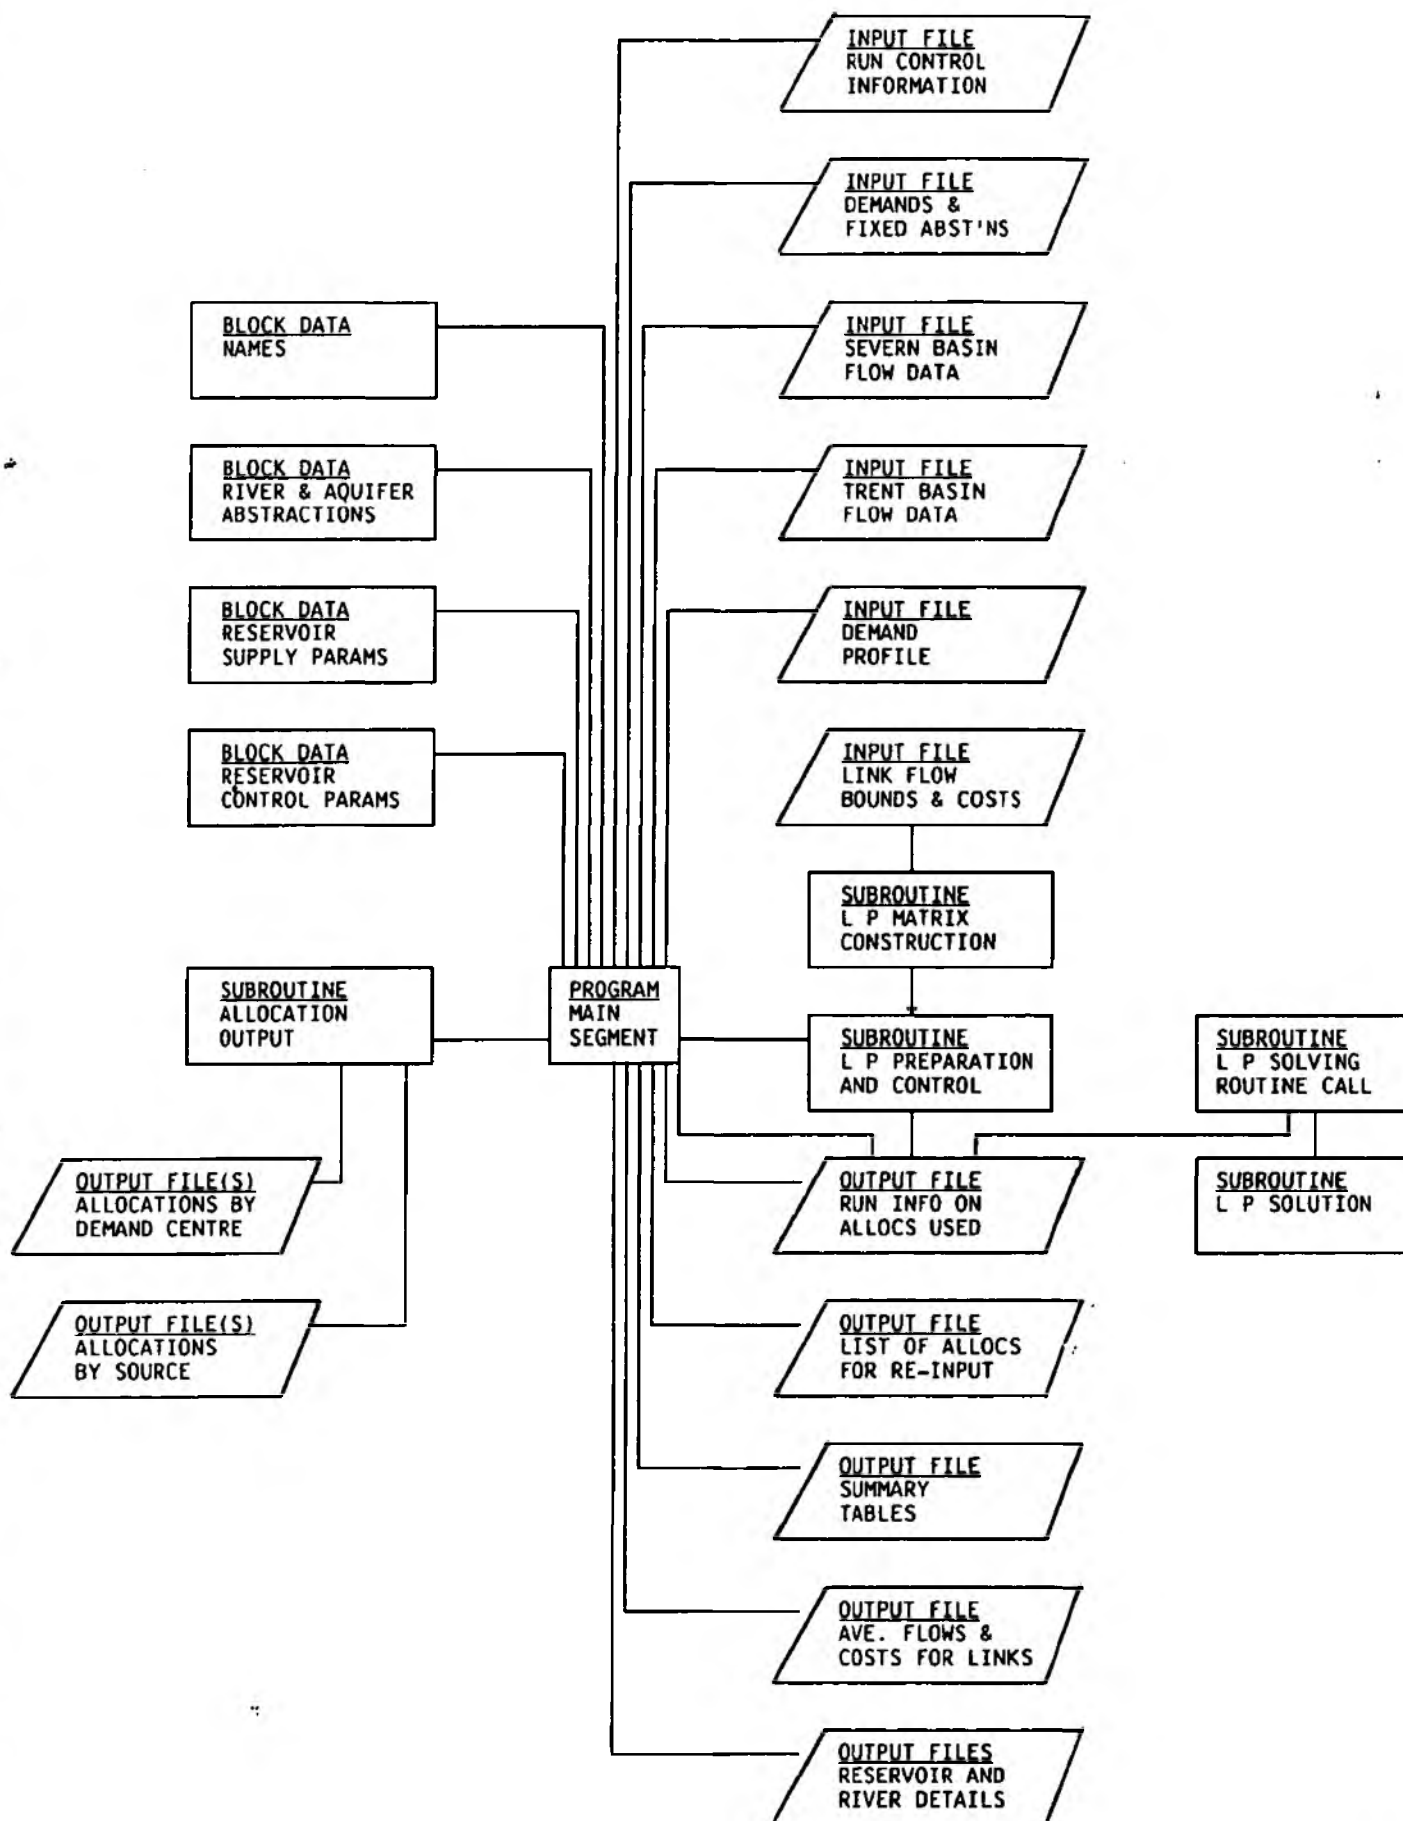 INPUT FILE
RUN CONTROL
INFORMATION
INPUT FILE
DEMANDS &
FIXED ABST'NS
BLOCK DATA
NAMES
INPUT FILE
SEVERN BASIN
FLOW DATA
BLOCK DATA
RIVER & AQUIFER
ABSTRACTIONS
INPUT FILE
TRENT BASIN
FLOW DATA
BLOCK DATA
RESERVOIR
SUPPLY PARAMS
INPUT FILE
DEMAND
PROFILE
BLOCK DATA
RESERVOIR
CONTROL PARAMS
INPUT FILE
LINK FLOW
BOUNDS & COSTS
SUBROUTINE
L P MATRIX
CONSTRUCTION
SUBROUTINE
ALLOCATION
OUTPUT
PROGRAM
MAIN
SEGMENT
SUBROUTINE
L P PREPARATION
AND CONTROL
SUBROUTINE
L P SOLVING
ROUTINE CALL
OUTPUT FILE(S)
ALLOCATIONS BY
DEMAND CENTRE
OUTPUT FILE
RUN INFO ON
ALLOCS USED
SUBROUTINE
L P SOLUTION
OUTPUT FILE(S)
ALLOCATIONS
BY SOURCE
OUTPUT FILE
LIST OF ALLOCS
FOR RE-INPUT
OUTPUT FILE
SUMMARY
TABLES
OUTPUT FILE
AVE. FLOWS &
COSTS FOR LINKS
OUTPUT FILES
RESERVOIR AND
RIVER DETAILS